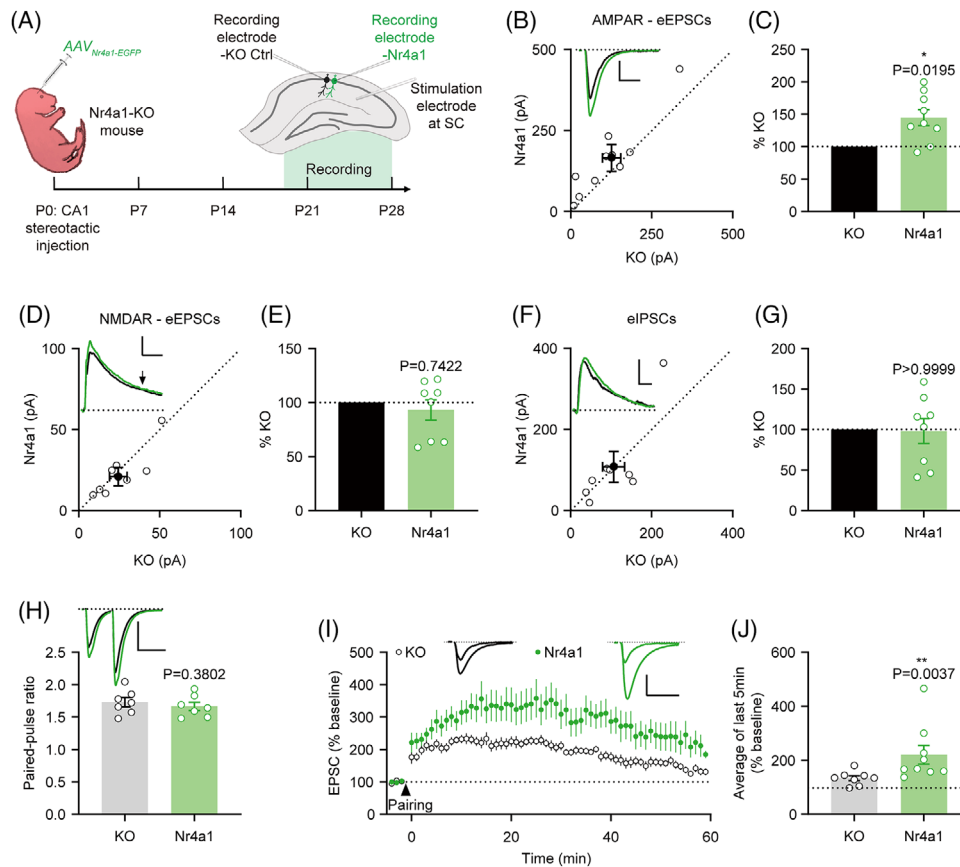 (A)
AAV Nr4a1-EGFP
Nr4a1-KO
mouse
Recording
electrode
-KO Ctrl
Recording
electrode
-Nr4a1
Stimulation
electrode
at SC
Recording
P0: CA1
stereotactic
injection
P7
P14
P21
P28
(B)
AMPAR - eEPSCs
Nr4a1 (pA)
500
250
0
0
250
500
KO (pA)
(C)
% KO
250
200
150
100
50
0
*
P=0.0195
KO
Nr4a1
(D)
NMDAR - eEPSCs
Nr4a1 (pA)
100
50
0
0
50
100
KO (pA)
(E)
% KO
150
100
50
0
P=0.7422
KO
Nr4a1
(F)
eIPSCs
Nr4a1 (pA)
400
200
0
0
200
400
KO (pA)
(G)
% KO
200
150
100
50
0
P>0.9999
KO
Nr4a1
(H)
Paired-pulse ratio
2.5
2.0
1.5
1.0
0.5
0.0
P=0.3802
KO
Nr4a1
(I)
KO
Nr4a1
EPSC (% baseline)
500
400
300
200
100
0
Pairing
0
20
40
60
Time (min)
(J)
Average of last 5min
(% baseline)
600
400
200
0
**
P=0.0037
KO
Nr4a1